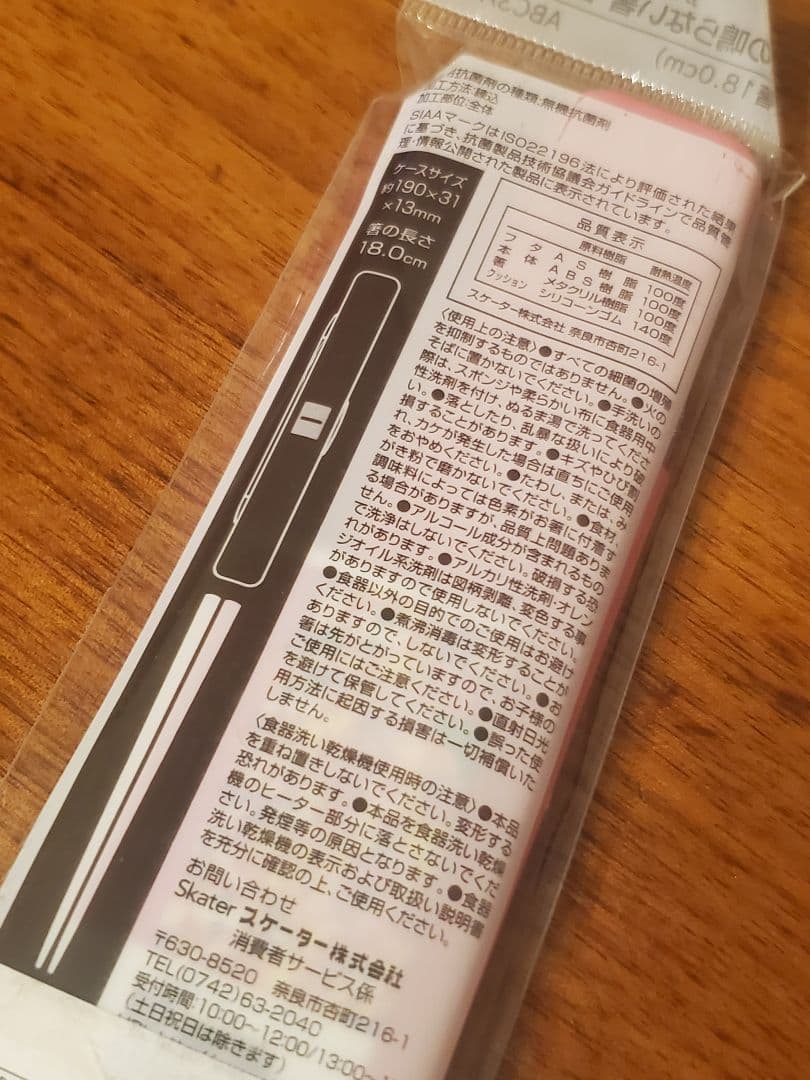 の鳴らない箸
ABCS
18.0cm)
抗菌剤の種類:無機抗菌剤
加工方法:練込
加工部位:全体
SIAAマークはISO22196法により評価された結果
に基づき、抗菌製品技術協議会ガイドラインで品質管
理・情報公開された製品に表示されています。
ケースサイズ
約190×31
×13mm
箸の長さ
18.0cm
品質表示
原料樹脂 耐熱温度
フタ AS樹脂 100度
本体 ABS樹脂 100度
箸 メタクリル樹脂 100度
クッション シリコーンゴム 140度
スケーター株式会社 奈良市杏町216-1
〈使用上の注意〉●すべての細菌の増殖
を抑制するものではありません。●火の
そばに置かないでください。●手洗いの
際は、スポンジや柔らかい布に食器用中
性洗剤を付け、ぬるま湯で洗ってくださ
い。●落としたり、乱暴な扱いにより破
損することがあります。●キズやひび割
れ、カケが発生した場合は直ちにご使用
をおやめください。●たわし、または、み
がき粉で磨かないでください。●食材、
調味料によっては色素がお箸に付着す
る場合がありますが、品質上問題ありま
せん。●アルコール成分が含まれるもの
で洗浄はしないでください。破損する恐
れがあります。●アルカリ性洗剤・オレン
ジオイル系洗剤は図柄剥離、変色する事
がありますので使用しないでください。
●食器以外の目的でのご使用はお避け
ください。●煮沸消毒は変形することが
ありますので、しないでください。●お
箸は先がとがっていますので、お子様の
ご使用にはご注意ください。●直射日光
を避けて保管してください。●誤った使
用方法に起因する損害は一切補償いた
しません。
〈食器洗い乾燥機使用時の注意〉●本品
を重ね置きしないでください。変形する
恐れがあります。●本品を食器洗い乾燥
機のヒーター部分に落とさないでくだ
さい。発煙等の原因となります。●食器
洗い乾燥機の表示および取扱い説明書
を充分に確認の上、ご使用ください。
お問い合わせ
Skater スケーター株式会社
消費者サービス係
〒630-8520 奈良市杏町216-1
TEL(0742)63-2040
受付時間:10:00〜12:00/13:00〜
(土日祝日は除きます)